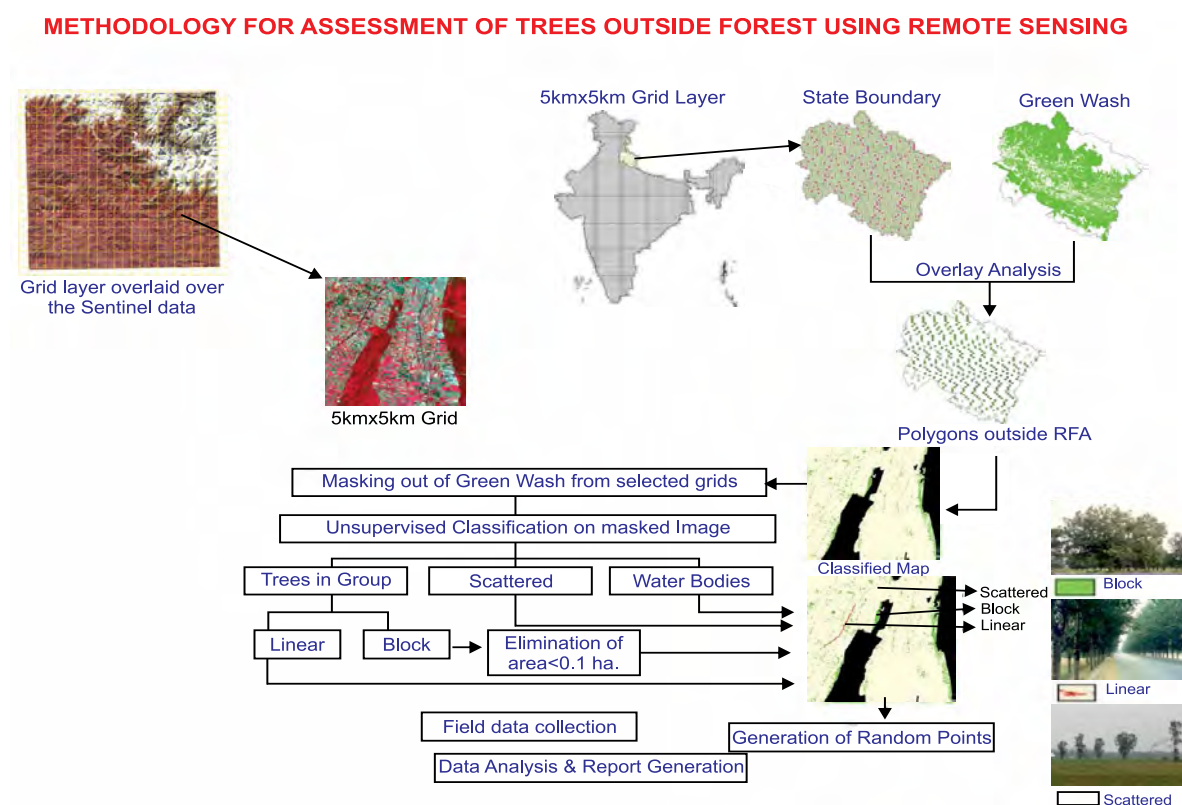 METHODOLOGY FOR ASSESSMENT OF TREES OUTSIDE FOREST USING REMOTE SENSING
5kmx5km Grid Layer
State Boundary
Green Wash
Grid layer overlaid over
the Sentinel data
5kmx5km Grid
Overlay Analysis
Polygons outside RFA
Masking out of Green Wash from selected grids
Unsupervised Classification on masked Image
Trees in Group
Scattered
Water Bodies
Linear
Block
Elimination of
area<0.1 ha.
Classified Map
Scattered
Block
Linear
Field data collection
Generation of Random Points
Data Analysis & Report Generation
Block
Linear
Scattered